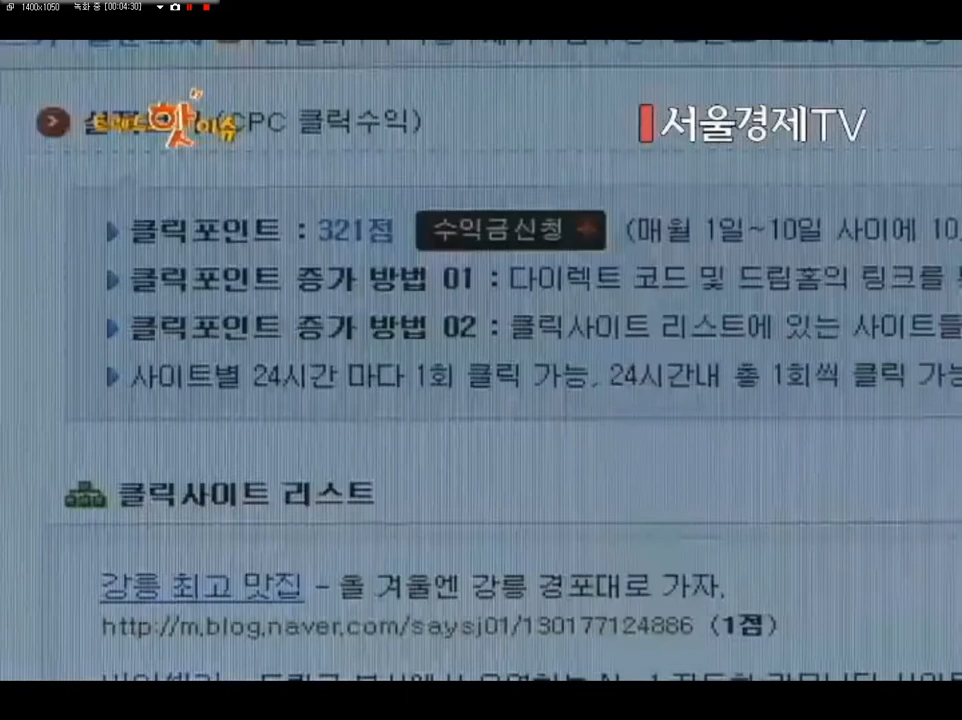 1400x1050 녹화 중 [00:04:30]
트렌드 핫이슈
(CPC 클릭수익)
서울경제TV
클릭포인트 : 321점 수익금신청 (매월 1일~10일 사이에 10
클릭포인트 증가 방법 01 : 다이렉트 코드 및 드림홈의 링크를
클릭포인트 증가 방법 02 : 클릭사이트 리스트에 있는 사이트들
사이트별 24시간 마다 1회 클릭 가능, 24시간내 총 1회씩 클릭 가능
클릭사이트 리스트
강릉 최고 맛집 - 올 겨울엔 강릉 경포대로 가자.
http://m.blog.naver.com/saysj01/130177124886 (1점)